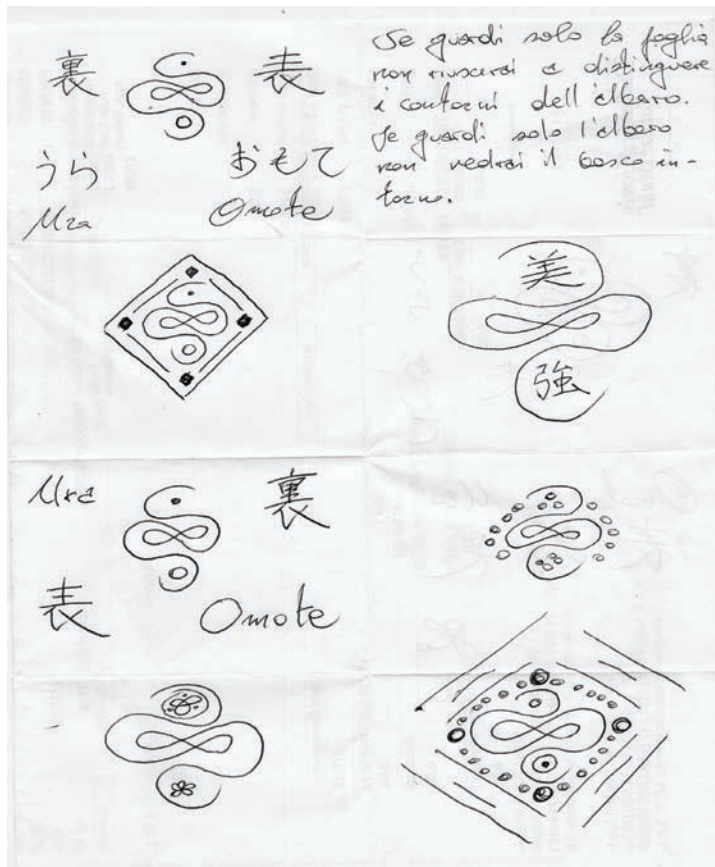 裏 表
うら おもて
Ura Omote
Se guardi solo la foglia
non riuscirai a distinguere
i contorni dell'albero.
Se guardi solo l'albero
non vedrai il bosco in-
torno.
美
強
Ura 裏
表 Omote